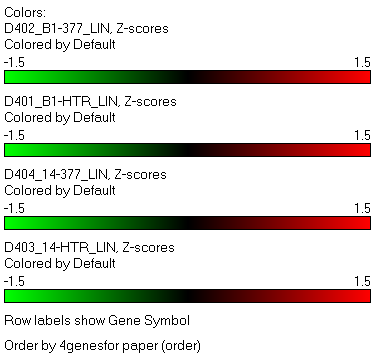 Colors:
D402_B1-377_LIN, Z-scores
Colored by Default
-1.5 1.5
D401_B1-HTR_LIN, Z-scores
Colored by Default
-1.5 1.5
D404_14-377_LIN, Z-scores
Colored by Default
-1.5 1.5
D403_14-HTR_LIN, Z-scores
Colored by Default
-1.5 1.5
Row labels show Gene Symbol
Order by 4genesfor paper (order)